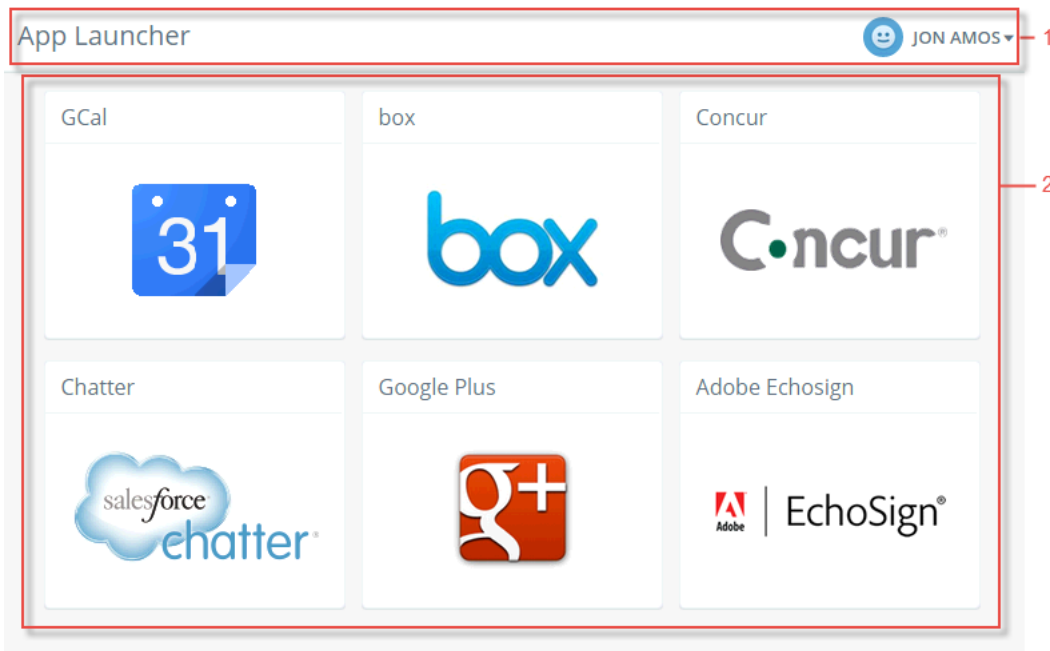 App Launcher
JON AMOS
1
GCal
box
Concur
2
31
box
Concur®
Chatter
Google Plus
Adobe Echosign
salesforce
chatter
g+
Adobe
EchoSign®